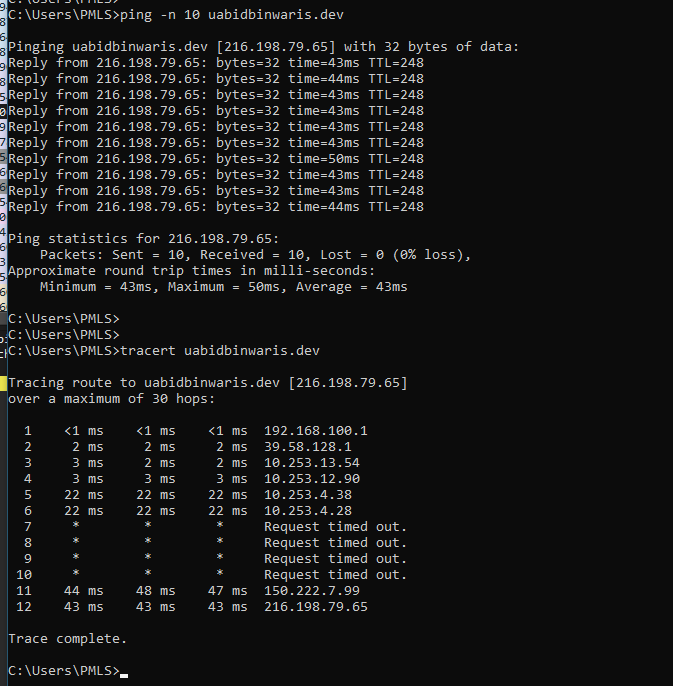 C:\Users\PMLS>ping -n 10 uabidbinwaris.dev
Pinging uabidbinwaris.dev [216.198.79.65] with 32 bytes of data:
Reply from 216.198.79.65: bytes=32 time=43ms TTL=248
Reply from 216.198.79.65: bytes=32 time=44ms TTL=248
Reply from 216.198.79.65: bytes=32 time=43ms TTL=248
Reply from 216.198.79.65: bytes=32 time=43ms TTL=248
Reply from 216.198.79.65: bytes=32 time=43ms TTL=248
Reply from 216.198.79.65: bytes=32 time=43ms TTL=248
Reply from 216.198.79.65: bytes=32 time=50ms TTL=248
Reply from 216.198.79.65: bytes=32 time=43ms TTL=248
Reply from 216.198.79.65: bytes=32 time=43ms TTL=248
Reply from 216.198.79.65: bytes=32 time=44ms TTL=248
Ping statistics for 216.198.79.65:
    Packets: Sent = 10, Received = 10, Lost = 0 (0% loss),
Approximate round trip times in milli-seconds:
    Minimum = 43ms, Maximum = 50ms, Average = 43ms
C:\Users\PMLS>
C:\Users\PMLS>
C:\Users\PMLS>tracert uabidbinwaris.dev
Tracing route to uabidbinwaris.dev [216.198.79.65]
over a maximum of 30 hops:
  1    <1 ms    <1 ms    <1 ms  192.168.100.1
  2     2 ms     2 ms     2 ms  39.58.128.1
  3     3 ms     2 ms     2 ms  10.253.13.54
  4     3 ms     3 ms     3 ms  10.253.12.90
  5    22 ms    22 ms    22 ms  10.253.4.38
  6    22 ms    22 ms    22 ms  10.253.4.28
  7     *        *        *     Request timed out.
  8     *        *        *     Request timed out.
  9     *        *        *     Request timed out.
 10     *        *        *     Request timed out.
 11    44 ms    48 ms    47 ms  150.222.7.99
 12    43 ms    43 ms    43 ms  216.198.79.65
Trace complete.
C:\Users\PMLS>